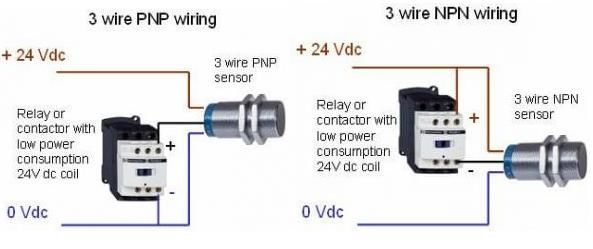 3 wire PNP wiring
+ 24 Vdc
3 wire PNP
sensor
Relay or
contactor with
low power
consumption
24V dc coil
+
-
0 Vdc
3 wire NPN wiring
+ 24 Vdc
Relay or
contactor with
low power
consumption
24V dc coil
+
-
3 wire NPN
sensor
0 Vdc